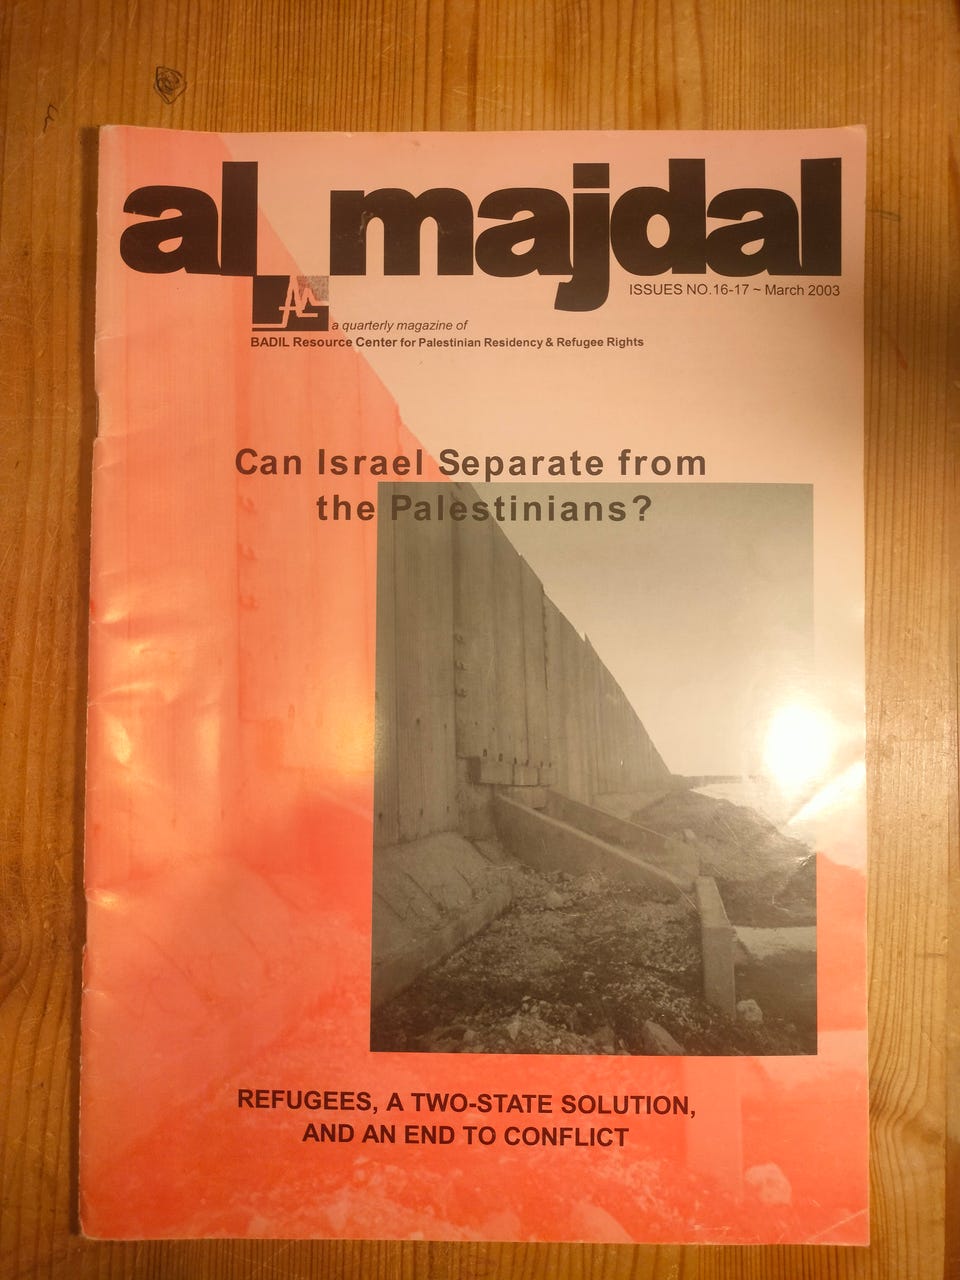 al majdal
ISSUES NO.16-17 ~ March 2003
a quarterly magazine of
BADIL Resource Center for Palestinian Residency & Refugee Rights
Can Israel Separate from
the Palestinians?
REFUGEES, A TWO-STATE SOLUTION,
AND AN END TO CONFLICT